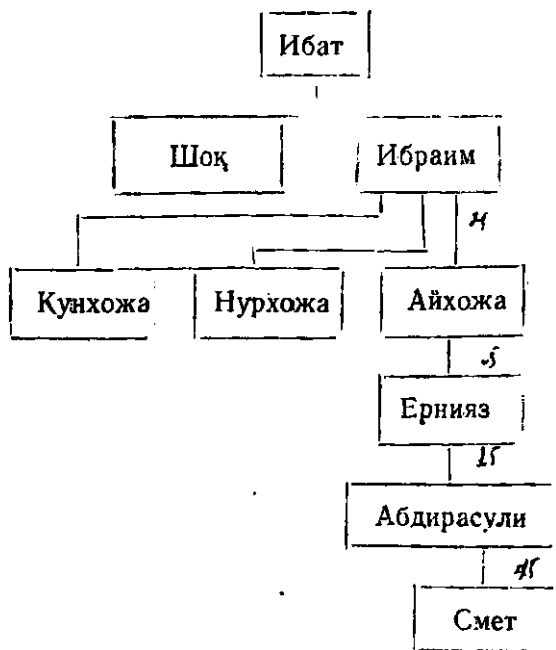 Ибат
Шоқ Ибраим
Кунхожа Нурхожа Айхожа
Ернияз
Абдирасули
Смет